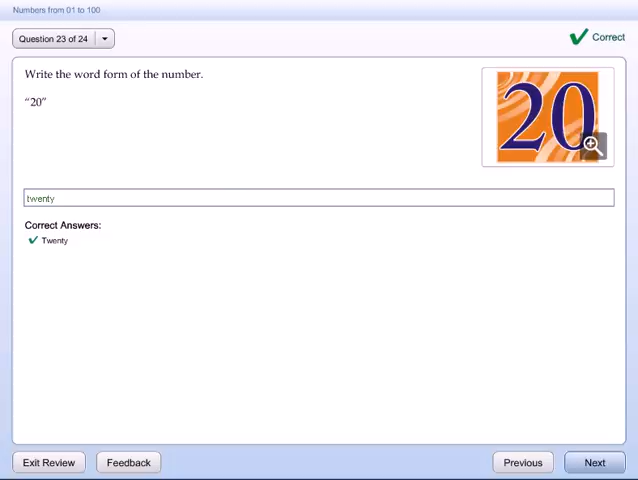 Numbers from 01 to 100
Question 23 of 24
Correct
Write the word form of the number.
“20”
20
twenty
Correct Answers:
Twenty
Exit Review
Feedback
Previous
Next